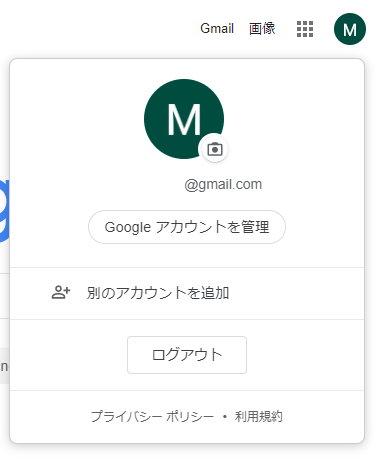 Gmail 画像 M
M
@gmail.com
Google アカウントを管理
別のアカウントを追加
ログアウト
プライバシー ポリシー • 利用規約